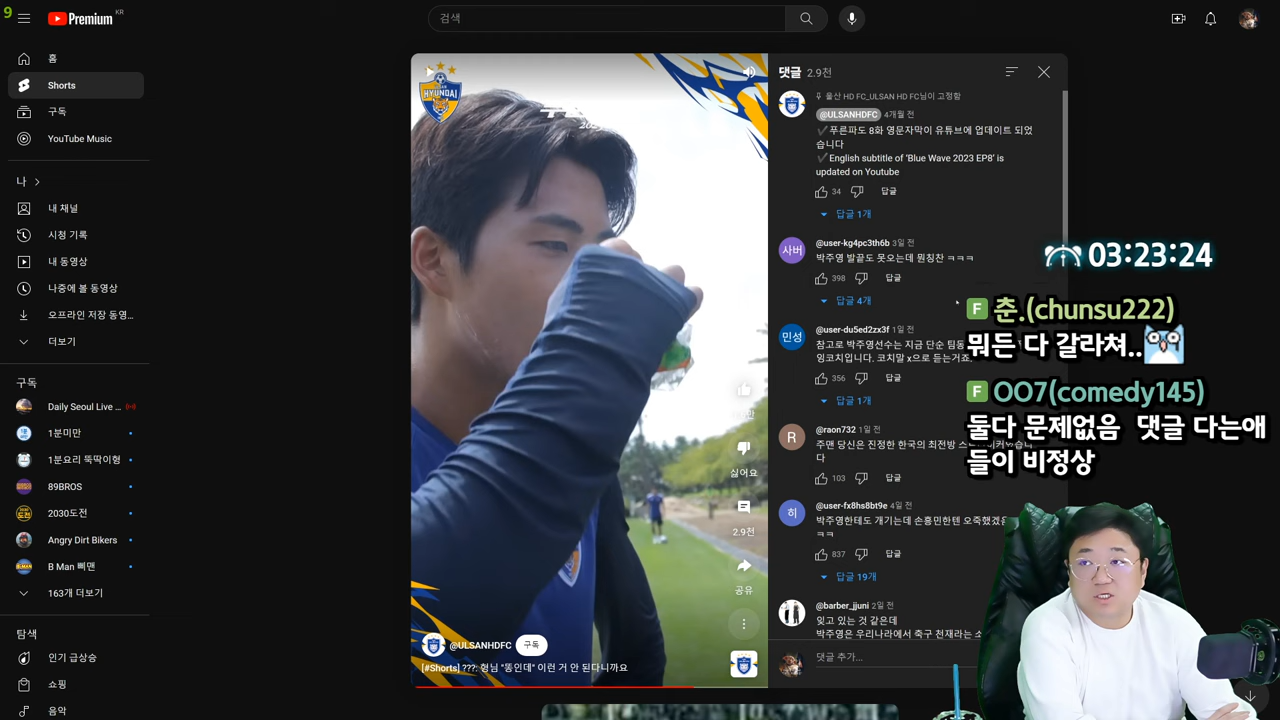 9
Premium KR
검색
홈
Shorts
구독
YouTube Music
나
내 채널
시청 기록
내 동영상
나중에 볼 동영상
오프라인 저장 동영...
더보기
구독
Daily Seoul Live ...
1분미만
1분요리 뚝딱이형
89BROS
2030도전
Angry Dirt Bikers
B Man 삐맨
163개 더보기
탐색
인기 급상승
쇼핑
음악
ULSAN
HYUNDAI
싫어요
2.9천
공유
@ULSANHDFC 구독
[#Shorts] ???: 형님 "똥인데" 이런 거 안 된다니까요
댓글 2.9천
울산 HD FC_ULSAN HD FC님이 고정함
@ULSANHDFC 4개월 전
✔푸른파도 8화 영문자막이 유튜브에 업데이트 되었
습니다
✔English subtitle of 'Blue Wave 2023 EP8' is
updated on Youtube
34 답글
답글 1개
사버
@user-kg4pc3th6b 3일 전
박주영 발끝도 못오는데 뭔칭찬 ㅋㅋㅋ
398 답글
답글 4개
민성
@user-du5ed2zx3f 1일 전
참고로 박주영선수는 지금 단순 팀동
잉코치입니다. 코치말 x으로 듣는거죠
356 답글
답글 1개
R
@raon732 1일 전
주맨 당신은 진정한 한국의 최전방
다
103 답글
히
@user-fx8hs8bt9e 4일 전
박주영한테도 개기는데 손흥민한텐 오죽했겠
ㅋㅋ
837 답글
답글 19개
@barber_jjuni 2일 전
잊고 있는 것 같은데
박주영은 우리나라에서 축구 천재라는
댓글 추가...
03:23:24
F 춘.(chunsu222)
뭐든 다 갈라쳐..
F OO7(comedy145)
둘다 문제없음 댓글 다는애
들이 비정상